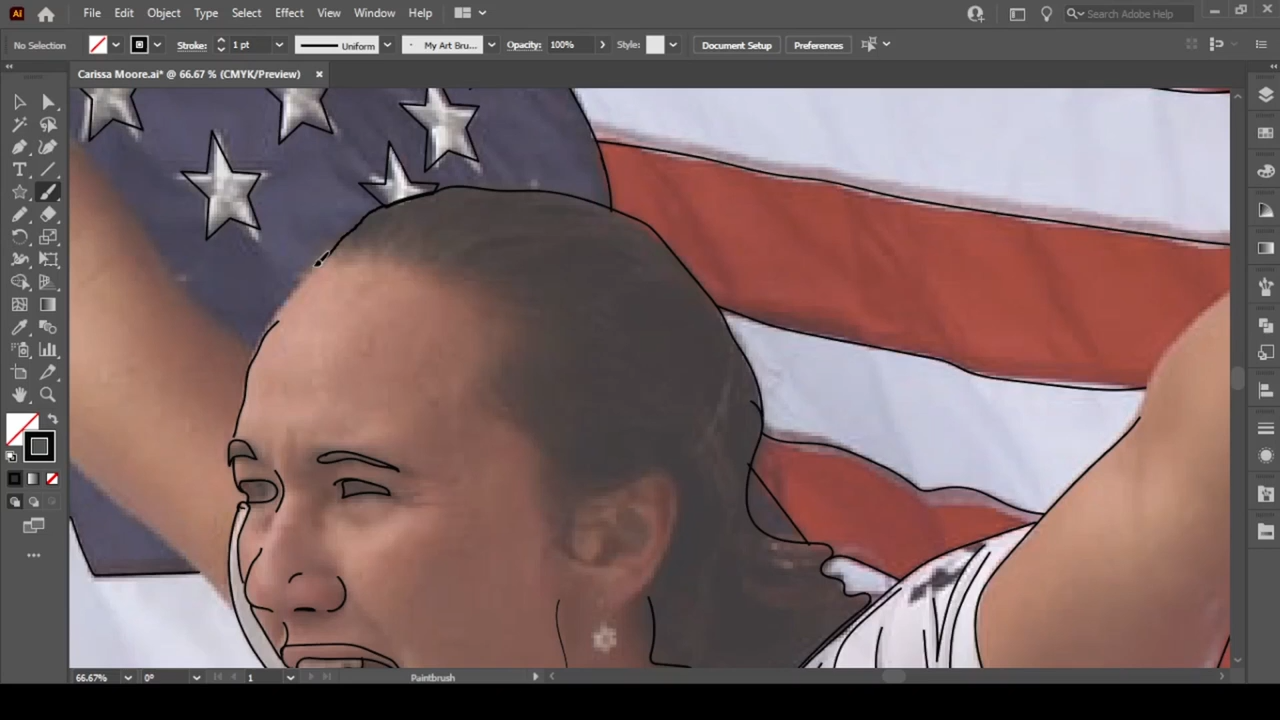 Ai File Edit Object Type Select Effect View Window Help Search Adobe Help
No Selection Stroke: 1 pt Uniform My Art Bru... Opacity: 100% Style: Document Setup Preferences
Carissa Moore.ai* @ 66.67 % (CMYK/Preview) ×
T
66.67% 0° 1 Paintbrush